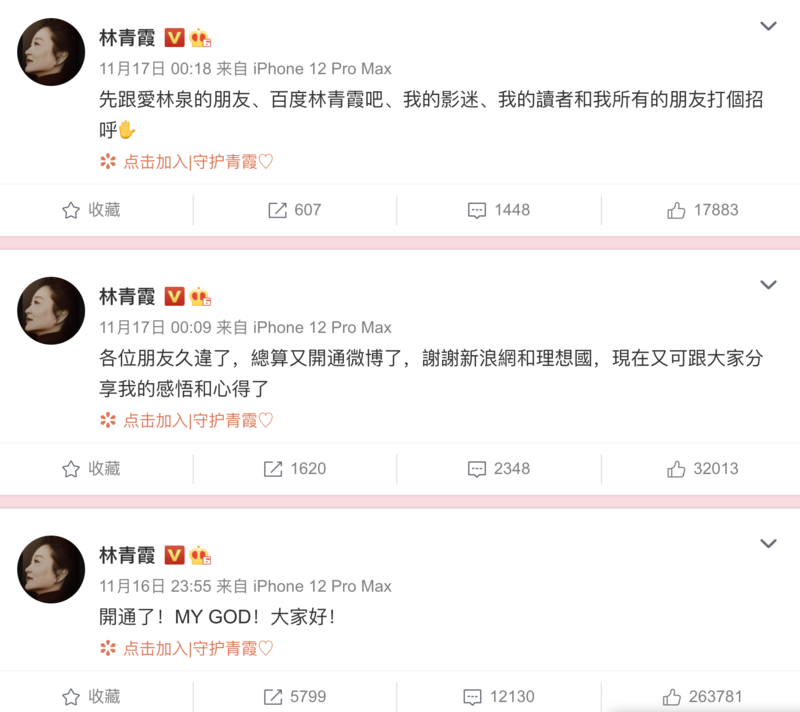 林青霞
11月17日 00:18 来自 iPhone 12 Pro Max
先跟愛林泉的朋友、百度林青霞吧、我的影迷、我的讀者和我所有的朋友打個招
呼✋
点击加入|守护青霞♡
收藏 607 1448 17883
林青霞
11月17日 00:09 来自 iPhone 12 Pro Max
各位朋友久違了，總算又開通微博了，謝謝新浪網和理想國，現在又可跟大家分
享我的感悟和心得了
点击加入|守护青霞♡
收藏 1620 2348 32013
林青霞
11月16日 23:55 来自 iPhone 12 Pro Max
開通了！MY GOD！大家好！
点击加入|守护青霞♡
收藏 5799 12130 263781